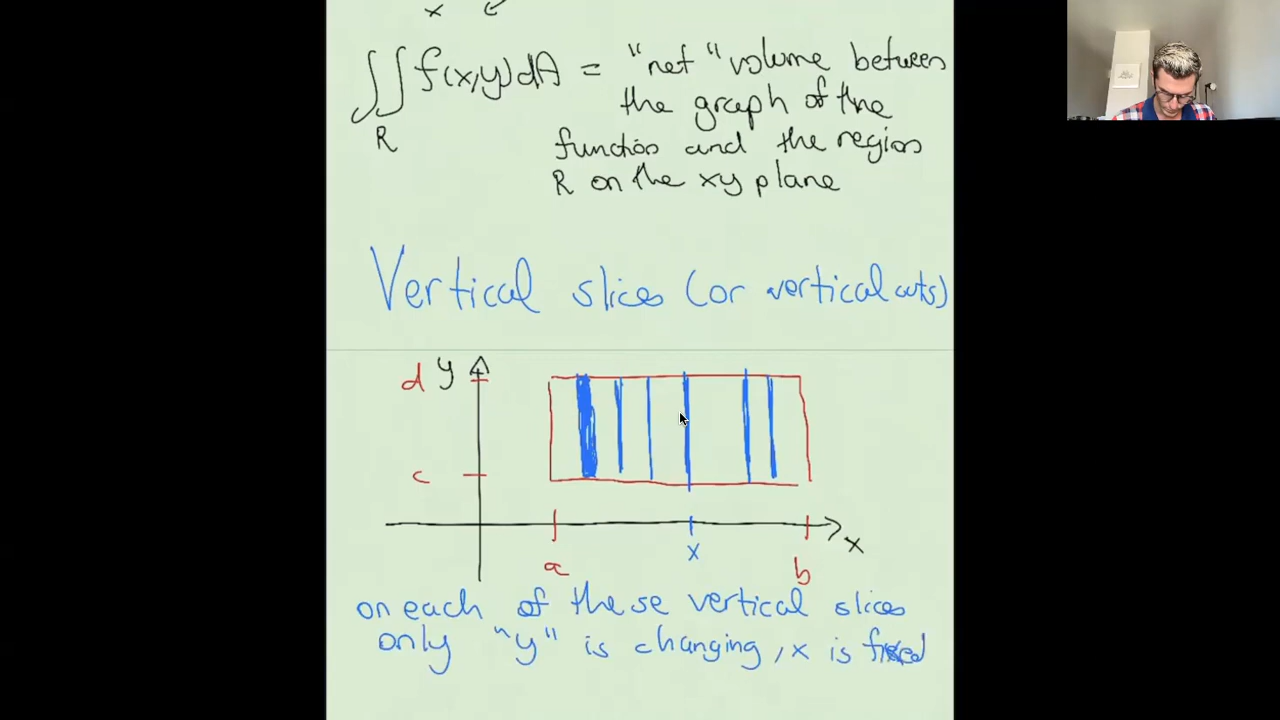 x
∬ f(x,y)dA = "net" volume between
R
the graph of the
function and the region
R on the xy plane
Vertical slices (or vertical cuts)
d y
c
x
a x b
on each of these vertical slices
only "y" is changing, x is fixed